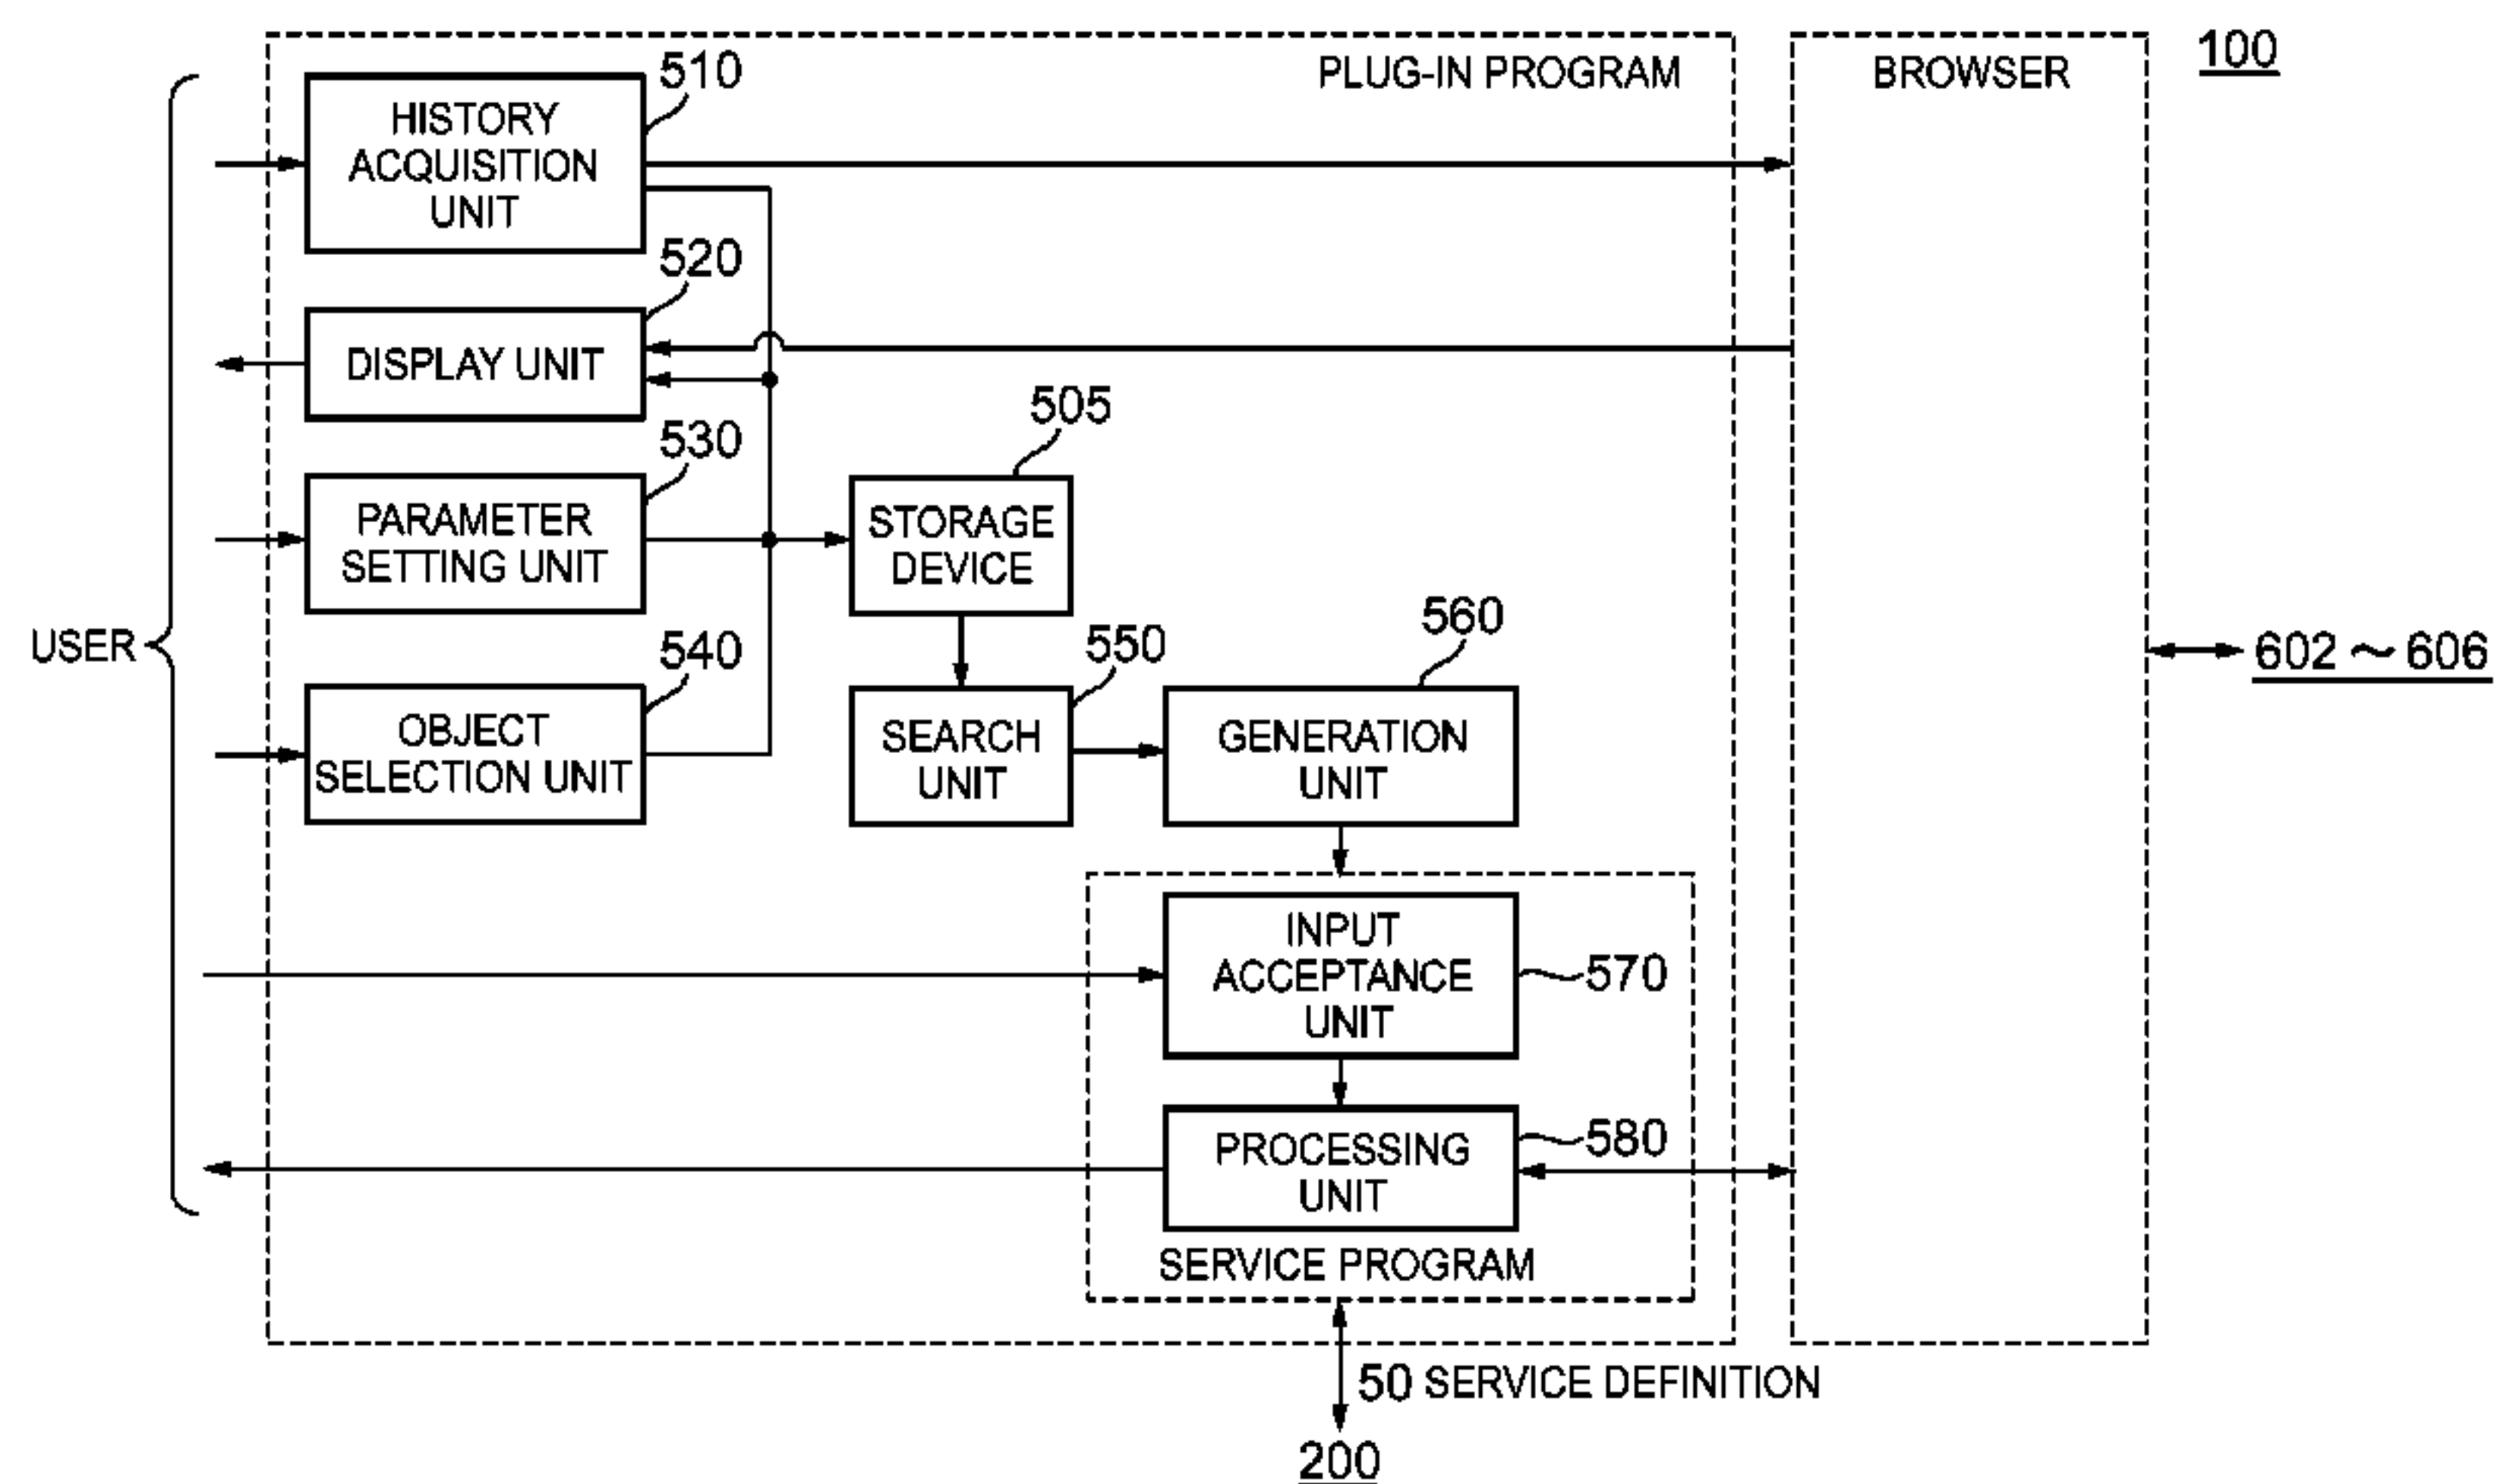 100
PLUG-IN PROGRAM
BROWSER
510
HISTORY
ACQUISITION
UNIT
520
DISPLAY UNIT
530
PARAMETER
SETTING UNIT
505
STORAGE
DEVICE
USER
540
OBJECT
SELECTION UNIT
550
SEARCH
UNIT
560
GENERATION
UNIT
602 ~ 606
INPUT
ACCEPTANCE
UNIT
570
PROCESSING
UNIT
580
SERVICE PROGRAM
50 SERVICE DEFINITION
200